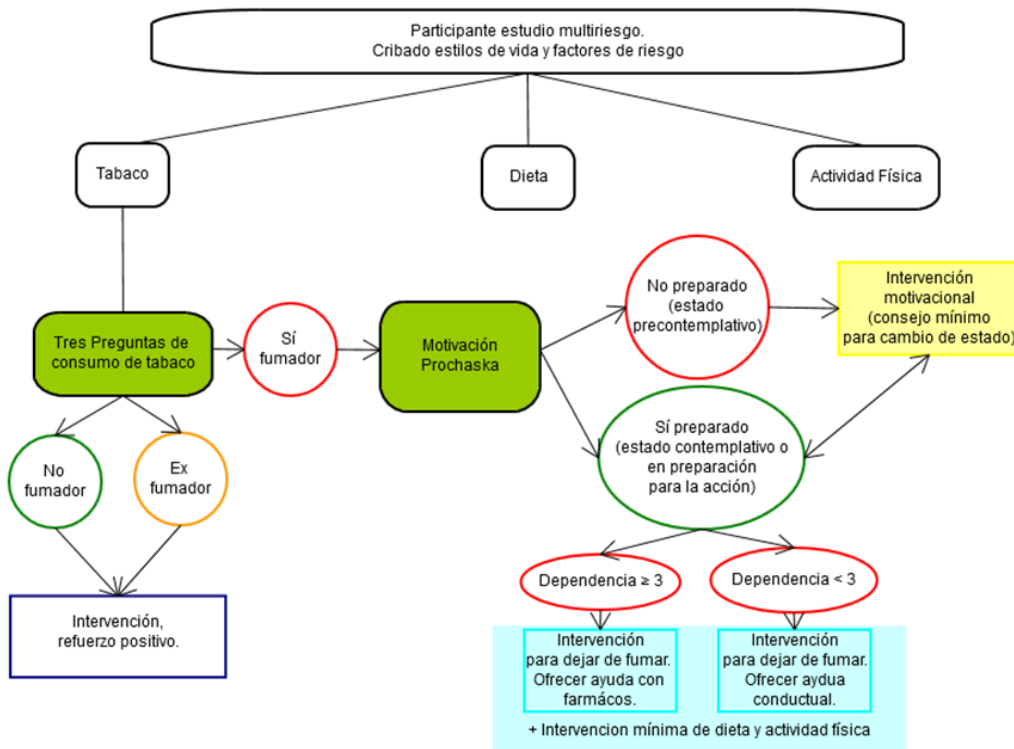 Participante estudio multiriesgo.
Cribado estilos de vida y factores de riesgo
Tabaco
Dieta
Actividad Física
Tres Preguntas de
consumo de tabaco
Sí
fumador
Motivación
Prochaska
No preparado
(estado
precontemplativo)
Intervención
motivacional
(consejo mínimo
para cambio de estado)
Sí preparado
(estado contemplativo o
en preparación
para la acción)
No
fumador
Ex
fumador
Intervención,
refuerzo positivo.
Dependencia ≥ 3
Dependencia < 3
Intervención
para dejar de fumar.
Ofrecer ayuda con
farmácos.
Intervención
para dejar de fumar.
Ofrecer aydua
conductual.
+ Intervencion mínima de dieta y actividad física